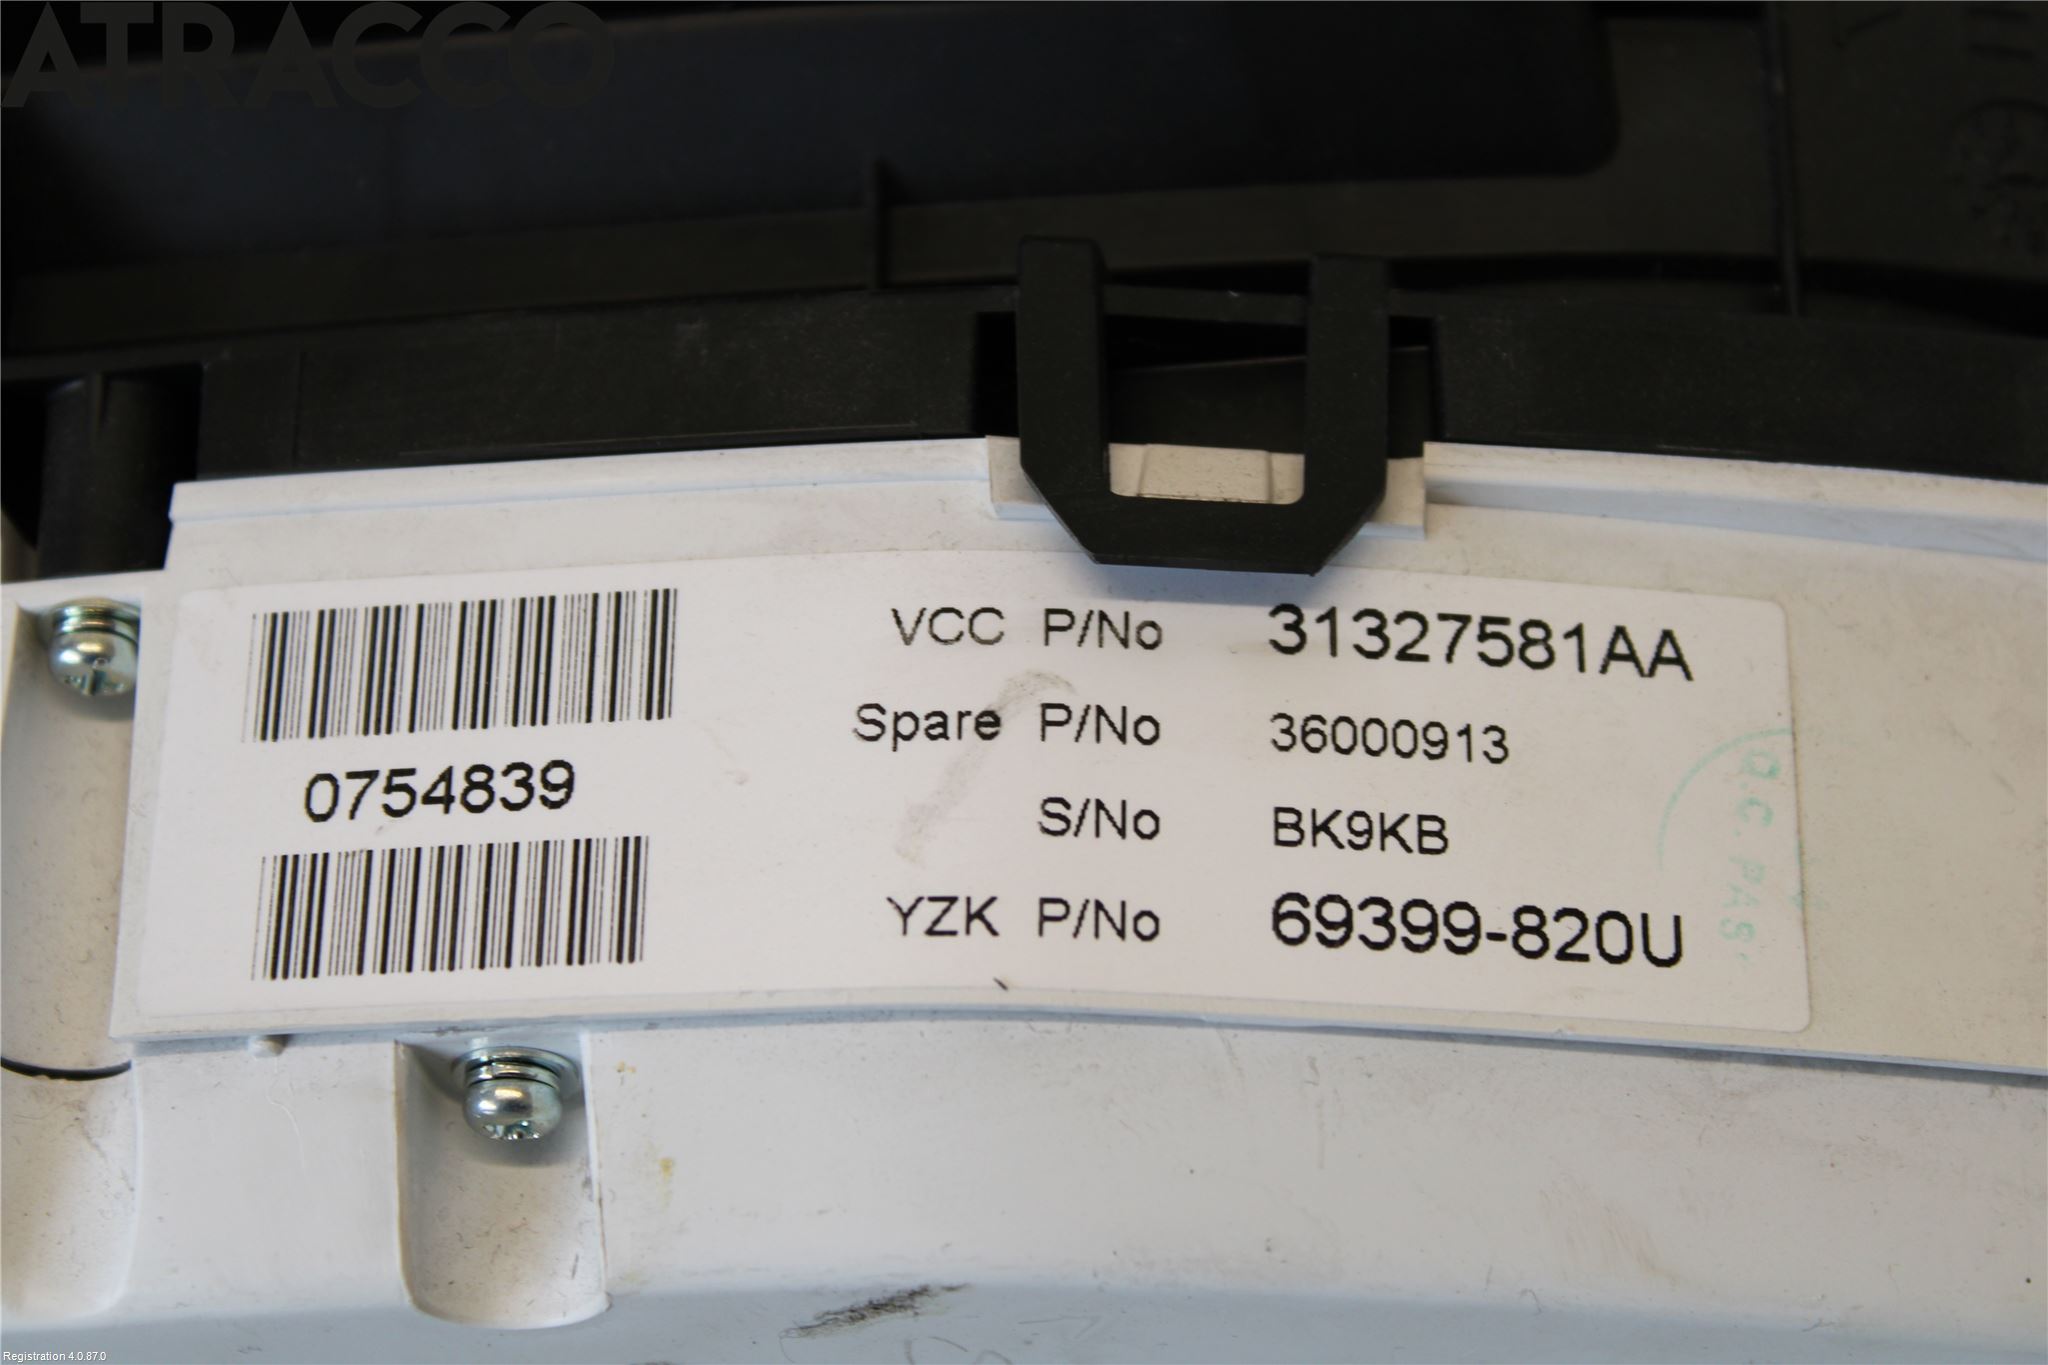 ATRACCO
VCC P/No 31327581AA
Spare P/No 36000913
0754839
S/No BK9KB
YZK P/No 69399-820U
Q.C. PAS
Registration 4.0.87.0